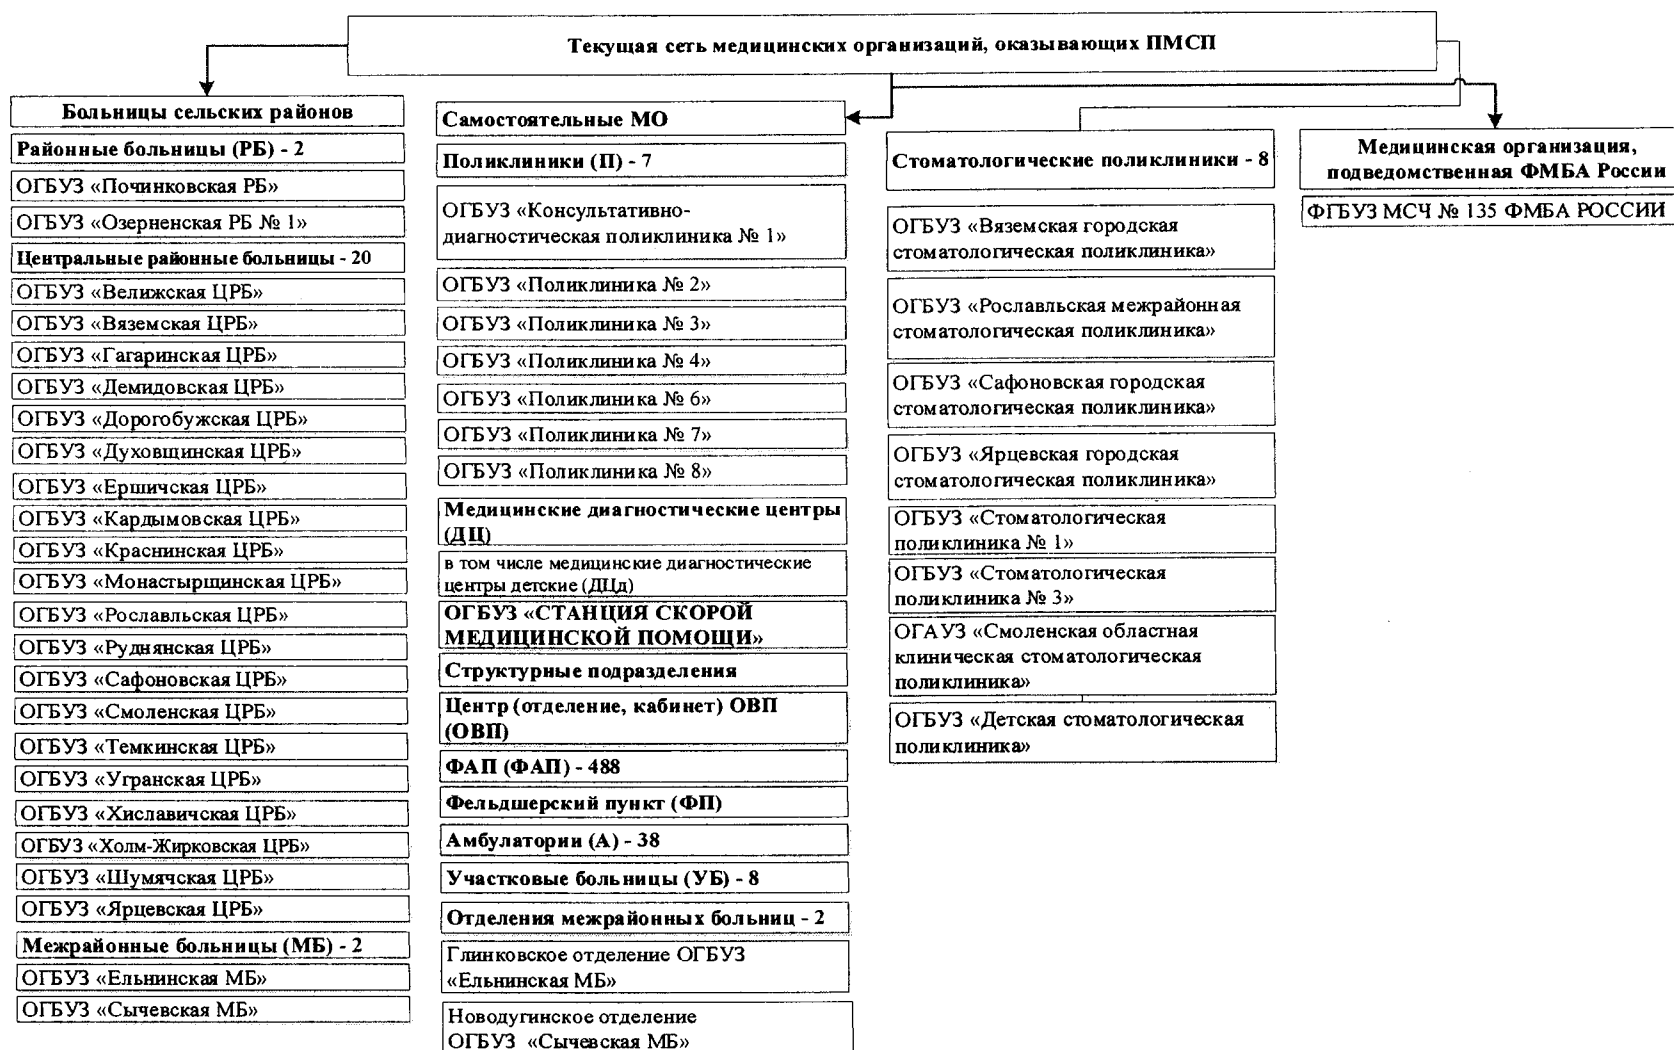 Текущая сеть медицинских организаций, оказывающих ПМСП
Больницы сельских районов
Районные больницы (РБ) - 2
ОГБУЗ «Починковская РБ»
ОГБУЗ «Озерненская РБ № 1»
Центральные районные больницы - 20
ОГБУЗ «Велижская ЦРБ»
ОГБУЗ «Вяземская ЦРБ»
ОГБУЗ «Гагаринская ЦРБ»
ОГБУЗ «Демидовская ЦРБ»
ОГБУЗ «Дорогобужская ЦРБ»
ОГБУЗ «Духовщинская ЦРБ»
ОГБУЗ «Ершичская ЦРБ»
ОГБУЗ «Кардымовская ЦРБ»
ОГБУЗ «Краснинская ЦРБ»
ОГБУЗ «Монастырщинская ЦРБ»
ОГБУЗ «Рославльская ЦРБ»
ОГБУЗ «Руднянская ЦРБ»
ОГБУЗ «Сафоновская ЦРБ»
ОГБУЗ «Смоленская ЦРБ»
ОГБУЗ «Темкинская ЦРБ»
ОГБУЗ «Угранская ЦРБ»
ОГБУЗ «Хиславичская ЦРБ»
ОГБУЗ «Холм-Жирковская ЦРБ»
ОГБУЗ «Шумячская ЦРБ»
ОГБУЗ «Ярцевская ЦРБ»
Межрайонные больницы (МБ) - 2
ОГБУЗ «Ельнинская МБ»
ОГБУЗ «Сычевская МБ»
Самостоятельные МО
Поликлиники (П) - 7
ОГБУЗ «Консультативно-
диагностическая поликлиника № 1»
ОГБУЗ «Поликлиника № 2»
ОГБУЗ «Поликлиника № 3»
ОГБУЗ «Поликлиника № 4»
ОГБУЗ «Поликлиника № 6»
ОГБУЗ «Поликлиника № 7»
ОГБУЗ «Поликлиника № 8»
Медицинские диагностические центры
(ДЦ)
в том числе медицинские диагностические
центры детские (ДЦд)
ОГБУЗ «СТАНЦИЯ СКОРОЙ
МЕДИЦИНСКОЙ ПОМОЩИ»
Структурные подразделения
Центр (отделение, кабинет) ОВП
(ОВП)
ФАП (ФАП) - 488
Фельдшерский пункт (ФП)
Амбулатории (А) - 38
Участковые больницы (УБ) - 8
Отделения межрайонных больниц - 2
Глинковское отделение ОГБУЗ
«Ельнинская МБ»
Новодугинское отделение
ОГБУЗ «Сычевская МБ»
Стоматологические поликлиники - 8
ОГБУЗ «Вяземская городская
стоматологическая поликлиника»
ОГБУЗ «Рославльская межрайонная
стоматологическая поликлиника»
ОГБУЗ «Сафоновская городская
стоматологическая поликлиника»
ОГБУЗ «Ярцевская городская
стоматологическая поликлиника»
ОГБУЗ «Стоматологическая
поликлиника № 1»
ОГБУЗ «Стоматологическая
поликлиника № 3»
ОГАУЗ «Смоленская областная
клиническая стоматологическая
поликлиника»
ОГБУЗ «Детская стоматологическая
поликлиника»
Медицинская организация,
подведомственная ФМБА России
ФГБУЗ МСЧ № 135 ФМБА РОССИИ